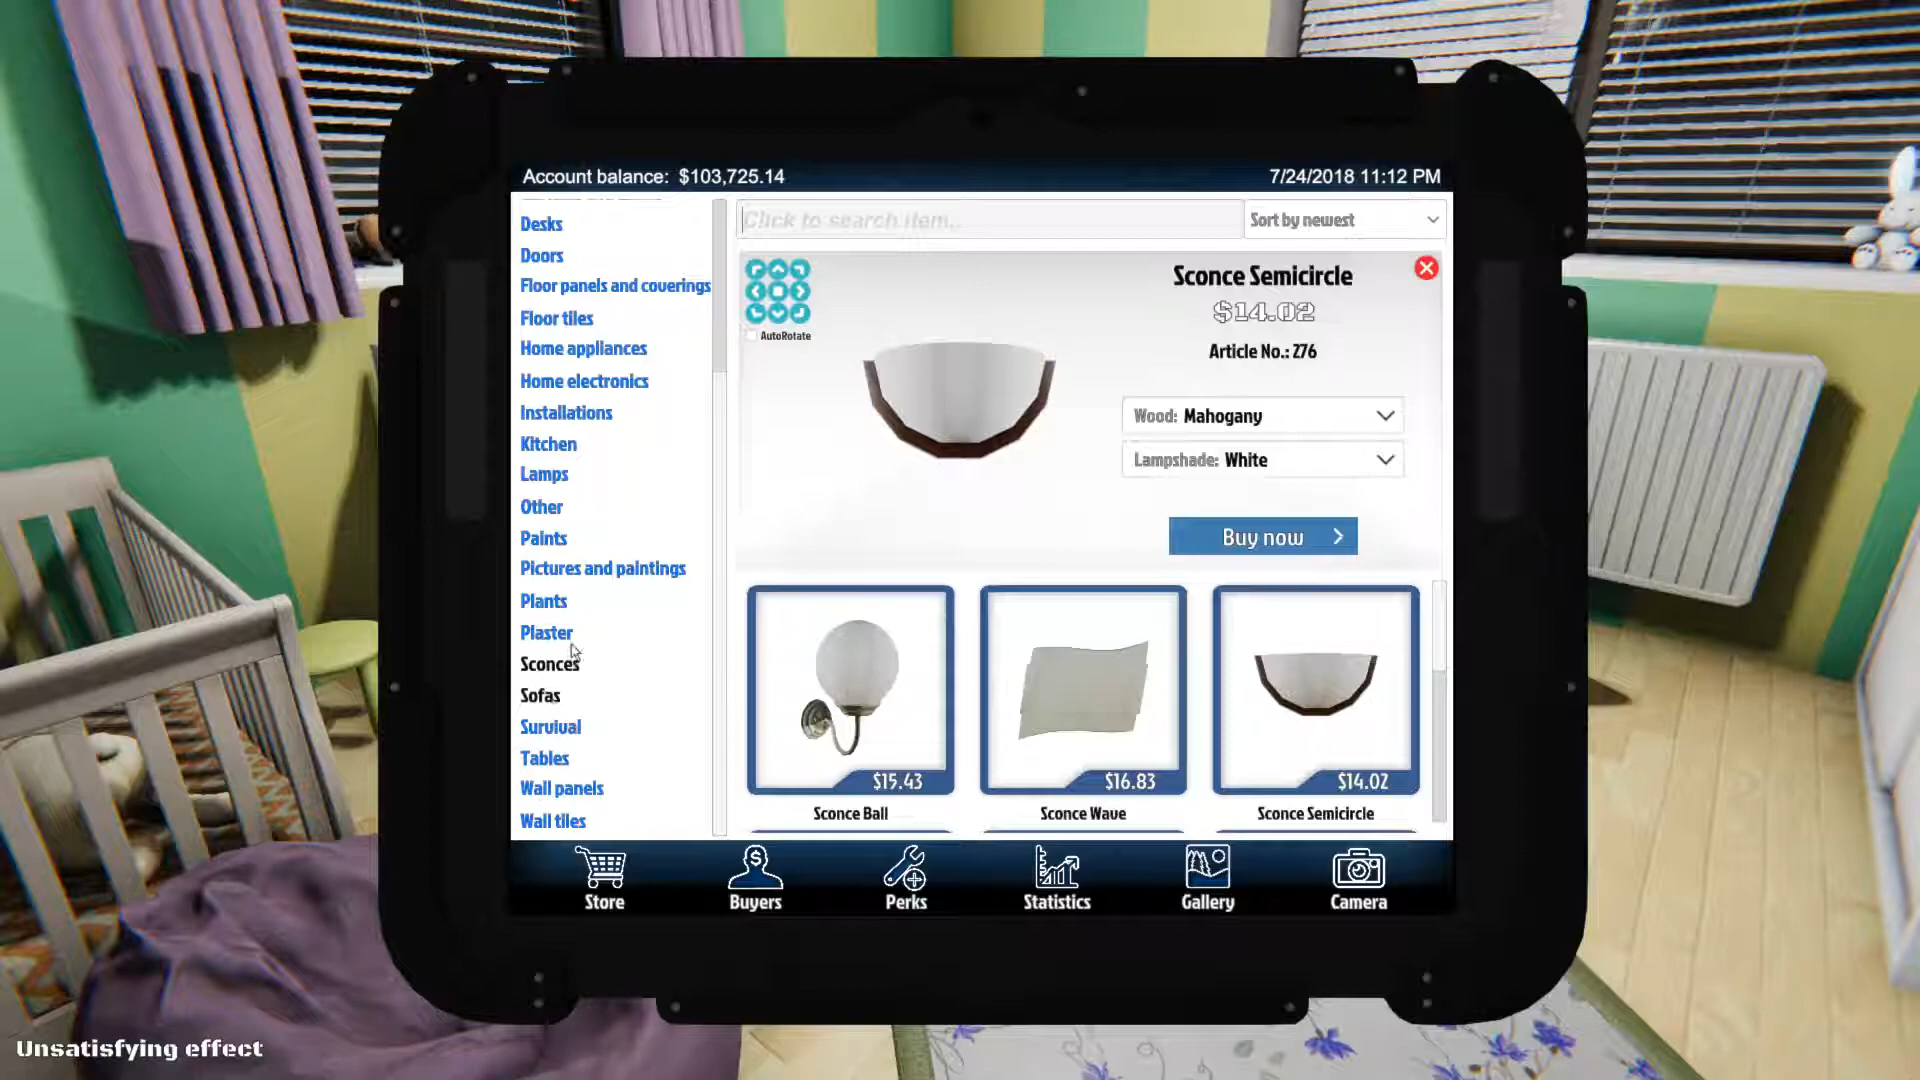 Account balance: $103,725.14
7/24/2018 11:12 PM
Desks
Doors
Floor panels and coverings
Floor tiles
Home appliances
Home electronics
Installations
Kitchen
Lamps
Other
Paints
Pictures and paintings
Plants
Plaster
Sconces
Sofas
Survival
Tables
Wall panels
Wall tiles
Click to search item..
Sort by newest
AutoRotate
Sconce Semicircle
$14.02
Article No.: 276
Wood: Mahogany
Lampshade: White
Buy now
$15.43
$16.83
$14.02
Sconce Ball
Sconce Wave
Sconce Semicircle
Store
Buyers
Perks
Statistics
Gallery
Camera
Unsatisfying effect